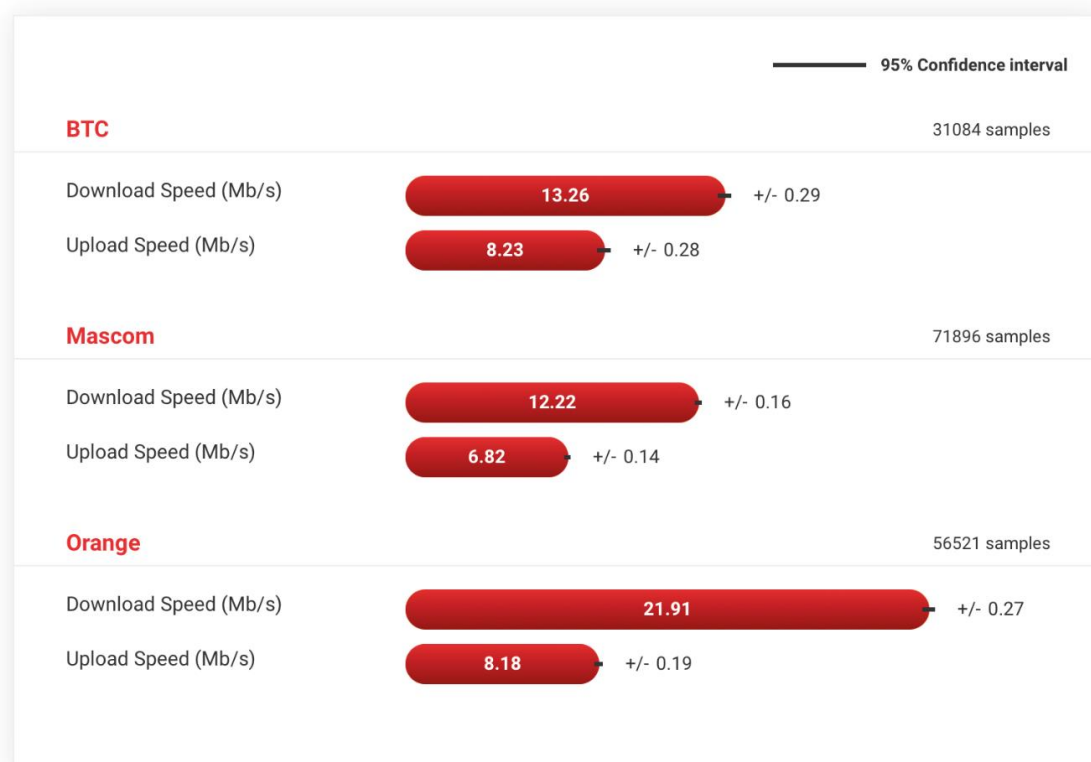 95% Confidence interval
BTC 31084 samples
Download Speed (Mb/s) 13.26 +/- 0.29
Upload Speed (Mb/s) 8.23 +/- 0.28
Mascom 71896 samples
Download Speed (Mb/s) 12.22 +/- 0.16
Upload Speed (Mb/s) 6.82 +/- 0.14
Orange 56521 samples
Download Speed (Mb/s) 21.91 +/- 0.27
Upload Speed (Mb/s) 8.18 +/- 0.19